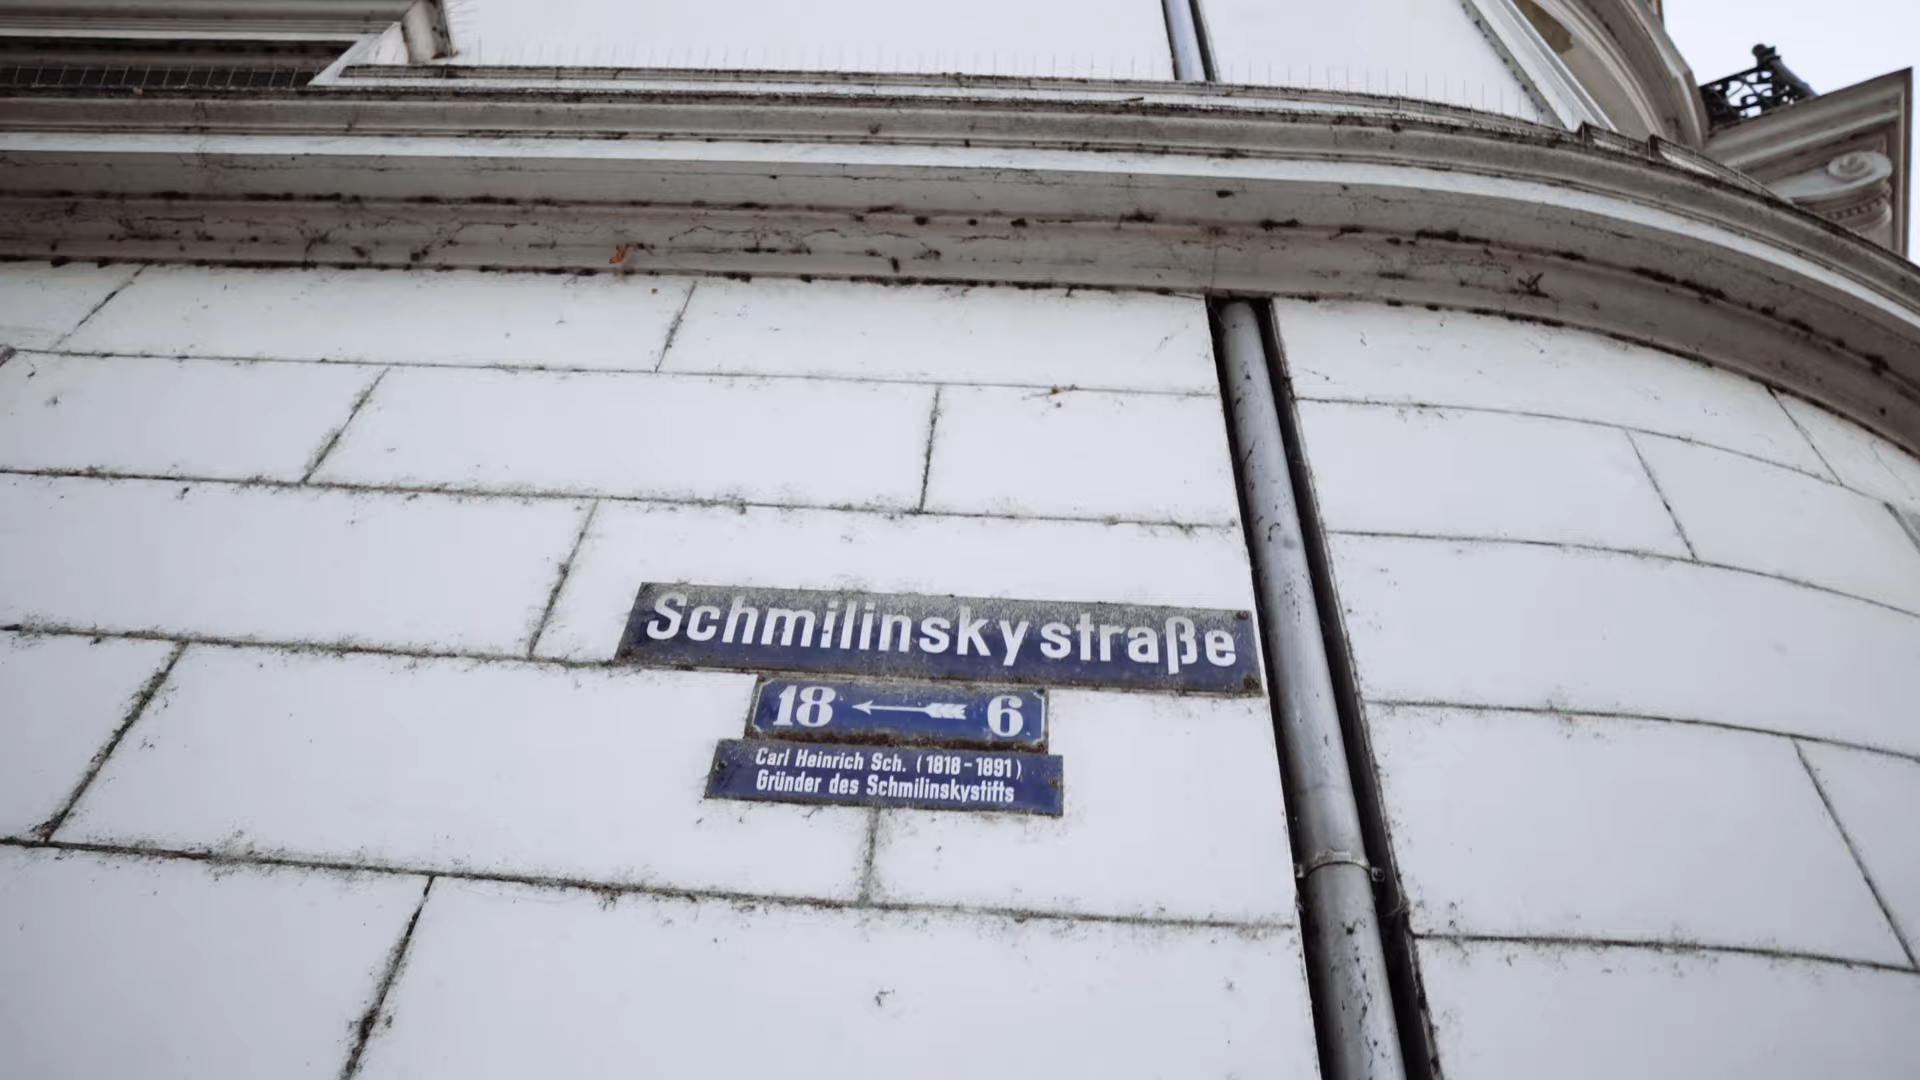 Schmilinskystraße
18 ← 6
Carl Heinrich Sch. (1818-1891)
Gründer des Schmilinskystifts